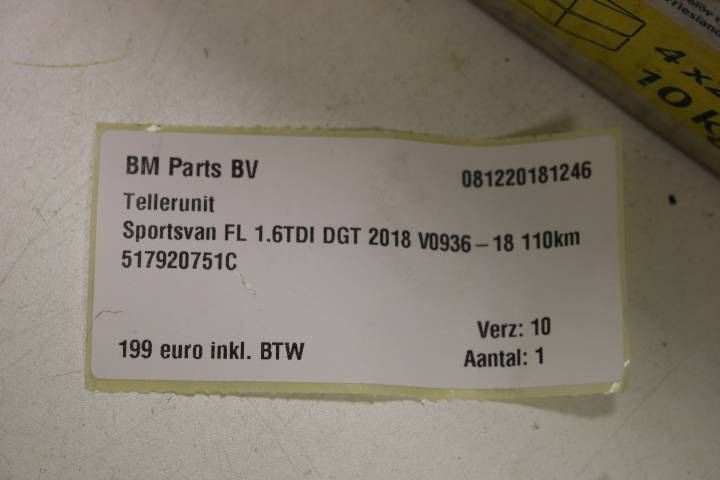 BM Parts BV
081220181246
Tellerunit
Sportsvan FL 1.6TDI DGT 2018 V0936-18 110km
517920751C
199 euro inkl. BTW
Verz: 10
Aantal: 1
10